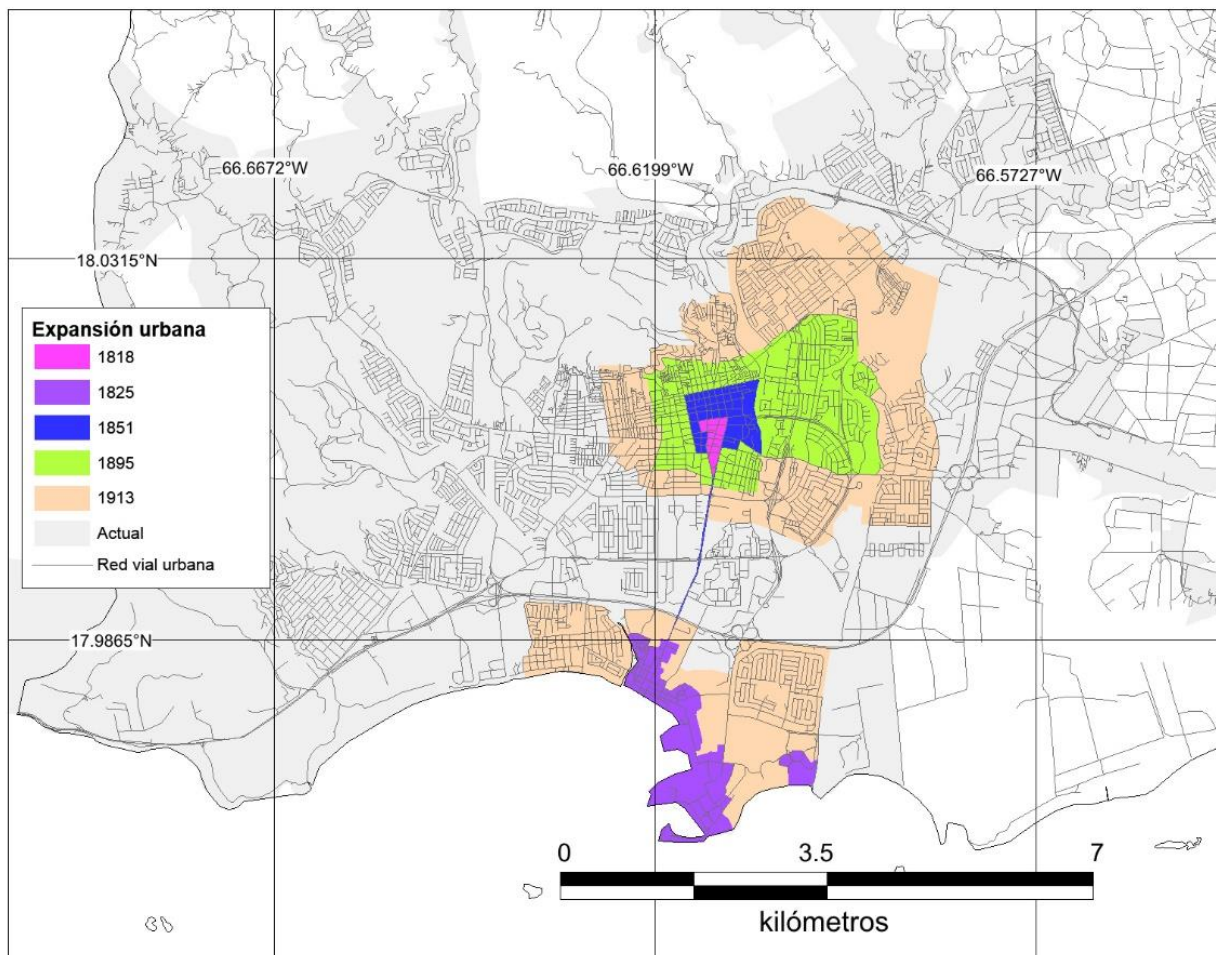 66.6672°W
66.6199°W
66.5727°W
18.0315°N
Expansión urbana
1818
1825
1851
1895
1913
Actual
Red vial urbana
17.9865°N
0 3.5 7
kilómetros